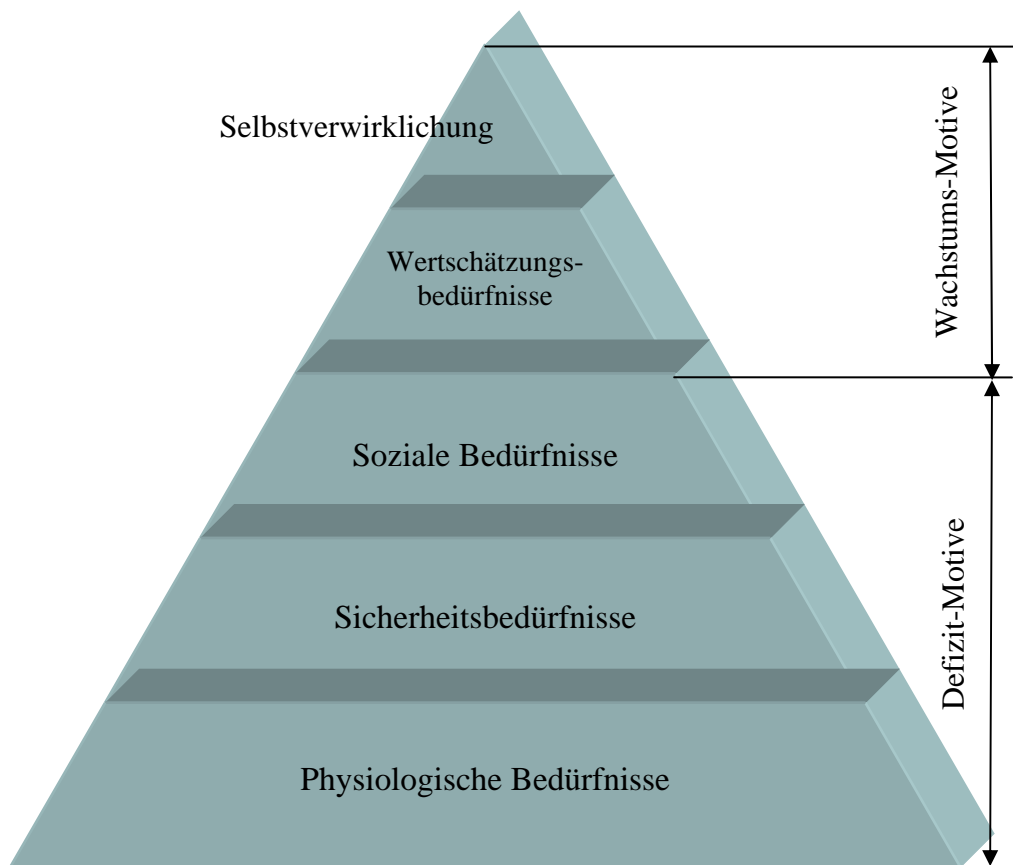 Selbstverwirklichung
Wertschätzungs-
bedürfnisse
Soziale Bedürfnisse
Sicherheitsbedürfnisse
Physiologische Bedürfnisse
Wachstums-Motive
Defizit-Motive